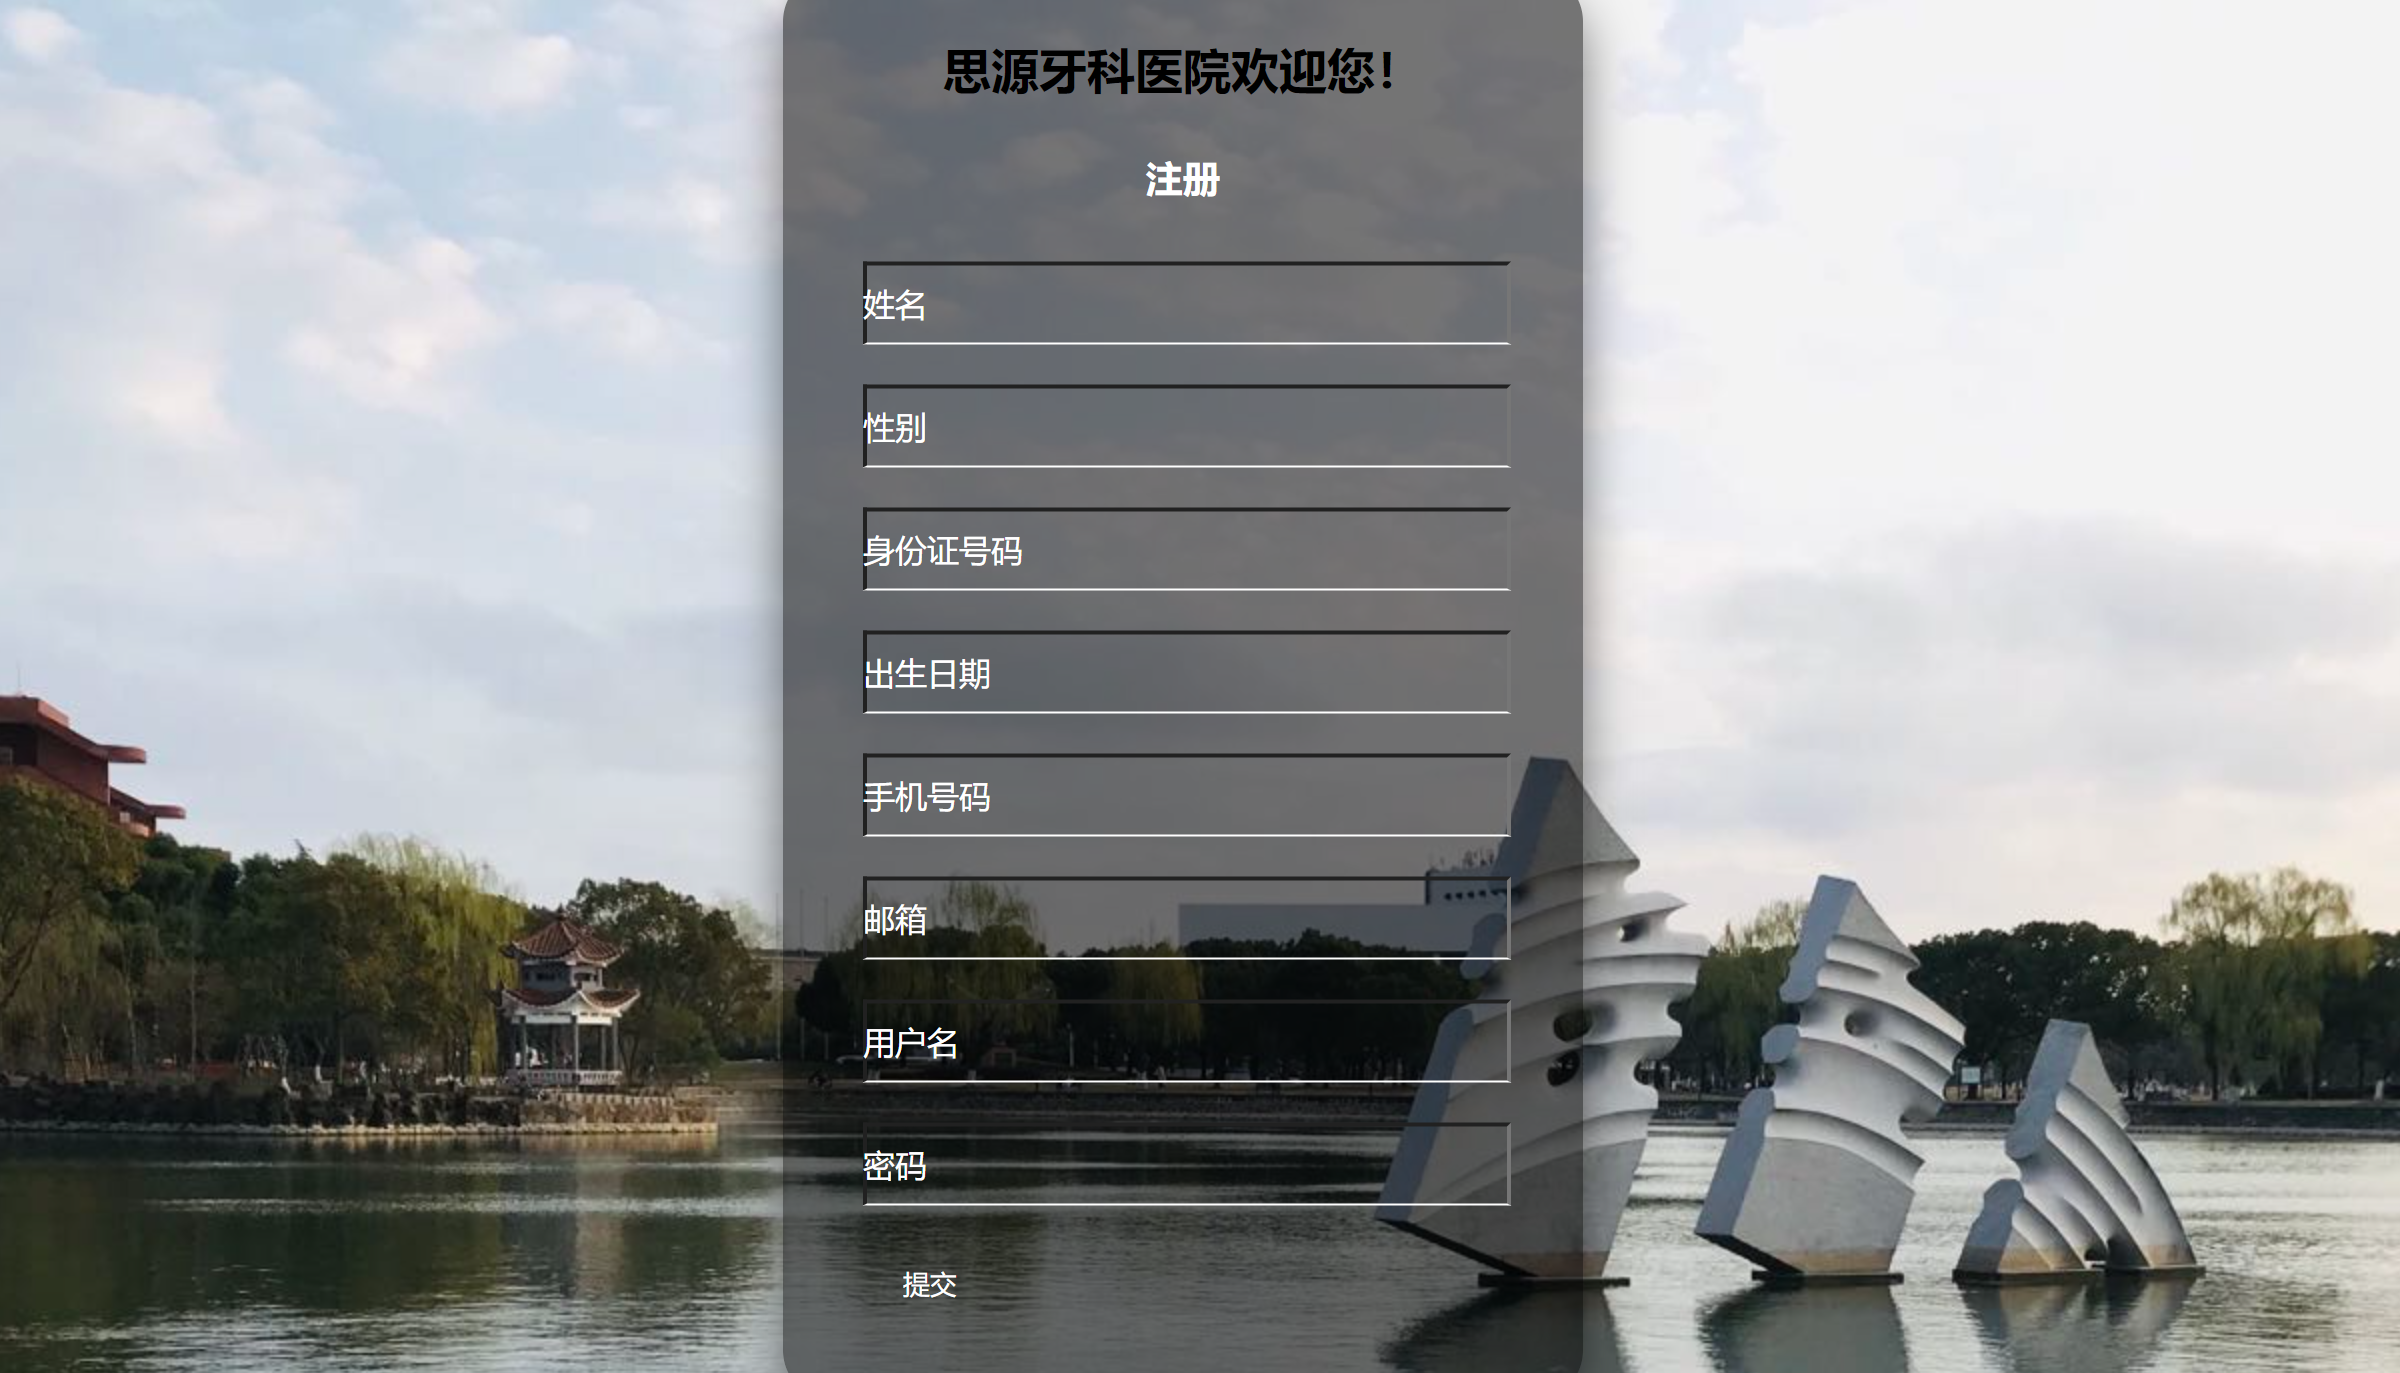 思源牙科医院欢迎您！
注册
姓名
性别
身份证号码
出生日期
手机号码
邮箱
用户名
密码
提交